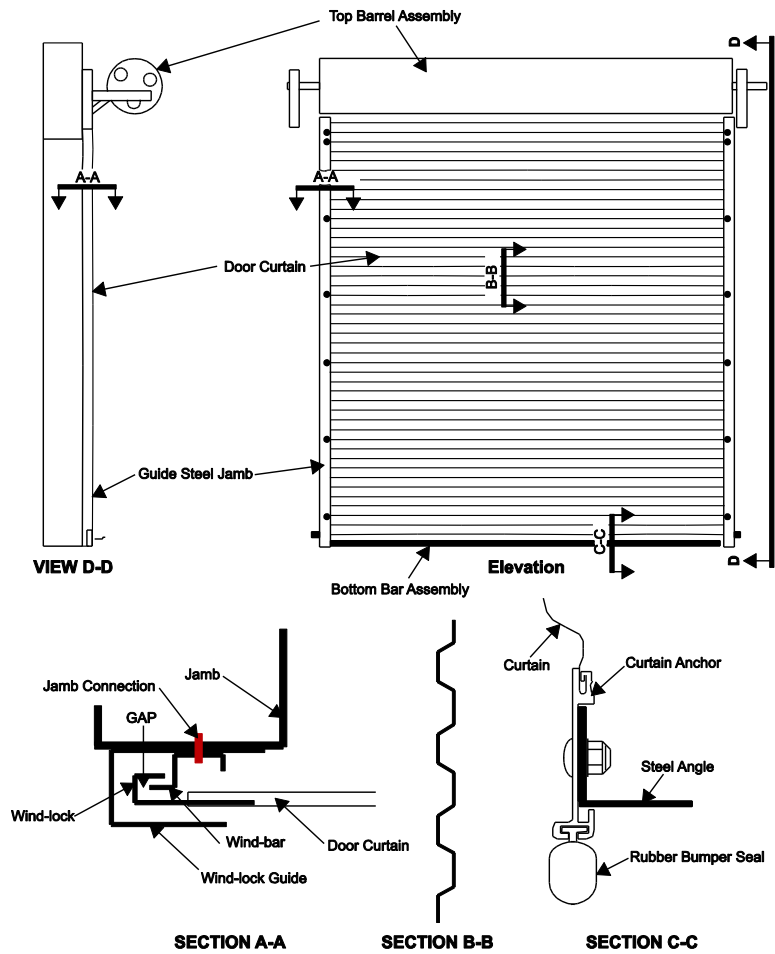 Top Barrel Assembly
D
A-A
A-A
Door Curtain
B-B
Guide Steel Jamb
C-C
D
VIEW D-D
Elevation
Bottom Bar Assembly
Jamb Connection
Jamb
GAP
Wind-lock
Wind-bar
Door Curtain
Wind-lock Guide
SECTION A-A
SECTION B-B
Curtain
Curtain Anchor
Steel Angle
Rubber Bumper Seal
SECTION C-C